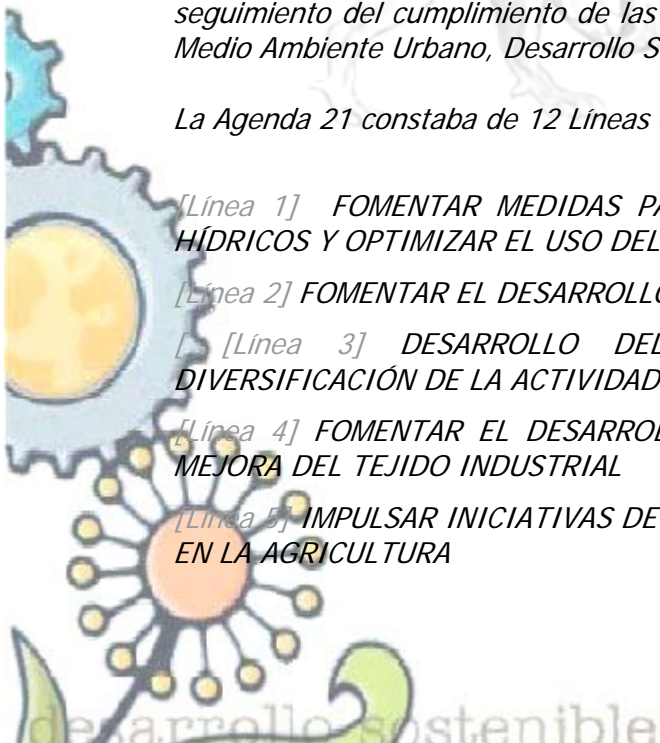 seguimiento del cumplimiento de las
Medio Ambiente Urbano, Desarrollo S
La Agenda 21 constaba de 12 Líneas
[Línea 1] FOMENTAR MEDIDAS PA
HÍDRICOS Y OPTIMIZAR EL USO DEL
[Línea 2] FOMENTAR EL DESARROLLO
[ [Línea 3] DESARROLLO DEL
DIVERSIFICACIÓN DE LA ACTIVIDAD
[Línea 4] FOMENTAR EL DESARROL
MEJORA DEL TEJIDO INDUSTRIAL
[Línea 5] IMPULSAR INICIATIVAS DE
EN LA AGRICULTURA
desarrollo sostenible